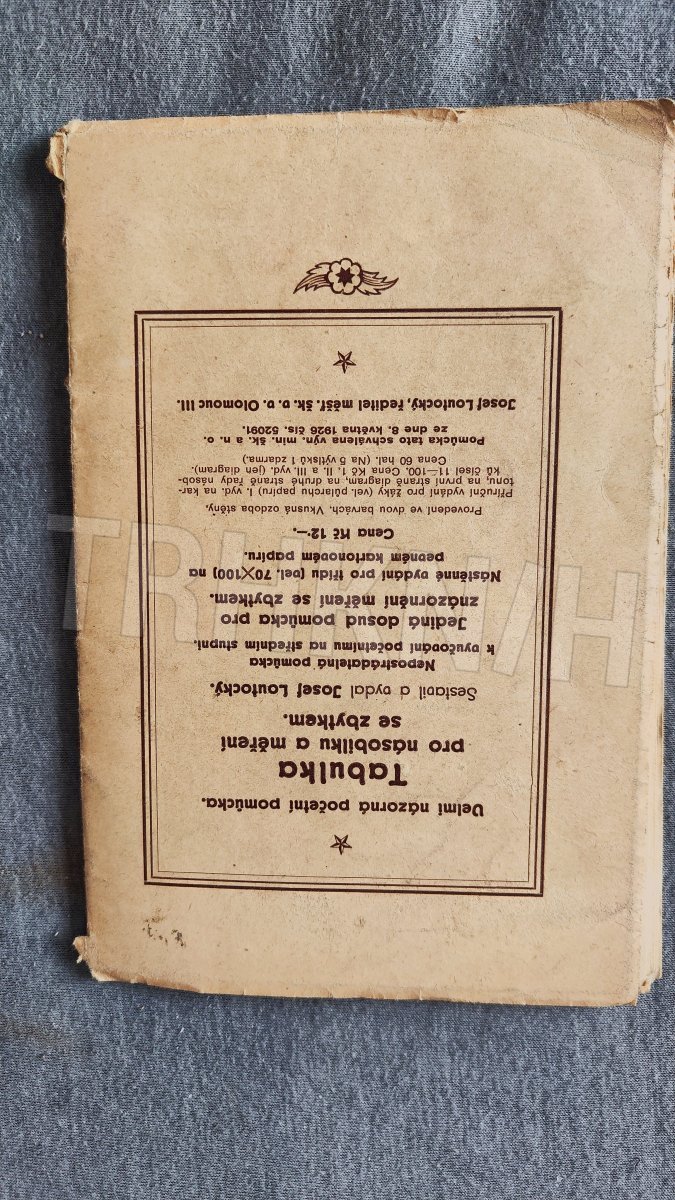 Velmi názorná početní pomůcka.
Tabulka
pro násobilku a měření
se zbytkem.
Sestavil a vydal Josef Loutocký.
Nepostrádatelná pomůcka
k vyučování početnímu na středním stupni.
Jediná dosud pomůcka pro
znázornění měření se zbytkem.
Nástěnné vydání pro třídu (vel. 70×100) na
pevném kartonovém papíru.
Cena Kč 12·—.
Provedení ve dvou barvách. Vkusná ozdoba stěny.
Příruční vydání pro žáky (vel. půlarchu papíru) I. vyd. na kar-
tonu, na první straně diagram, na druhé straně řady násob-
ků čísel 11—100. Cena Kč 1. II. a III. vyd. (jen diagram).
Cena 60 hal. (Na 5 výtisků 1 zdarma.)
Pomůcka tato schválena vyn. min. šk. a n. o.
ze dne 8. května 1926 čís. 52091.
Josef Loutocký, ředitel měšť. šk. v. v. Olomouc III.
TRHKNIH